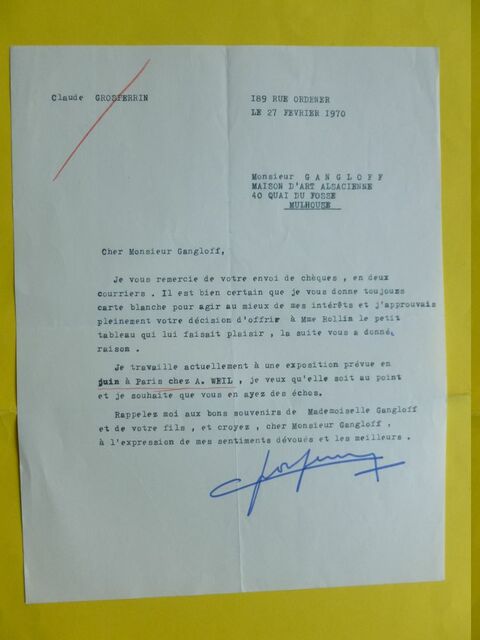 Claude GROSPERRIN
189 RUE ORDENER
LE 27 FEVRIER 1970
Monsieur G A N G L O F F
MAISON D'ART ALSACIENNE
40 QUAI DU FOSSE
MULHOUSE
Cher Monsieur Gangloff,
Je vous remercie de votre envoi de chèques , en deux
courriers . Il est bien certain que je vous donne toujours
carte blanche pour agir au mieux de mes intérêts et j'approuvais
pleinement votre décision d'offrir à Mme Rollin le petit
tableau qui lui faisait plaisir , la suite vous a donné
raison .
Je travaille actuellement à une exposition prévue en
juin à Paris chez A. WEIL , je veux qu'elle soit au point
et je souhaite que vous en ayez des échos.
Rappelez moi aux bons souvenirs de Mademoiselle Gangloff
et de votre fils , et croyez , cher Monsieur Gangloff ,
à l'expression de mes sentiments dévoués et les meilleurs .